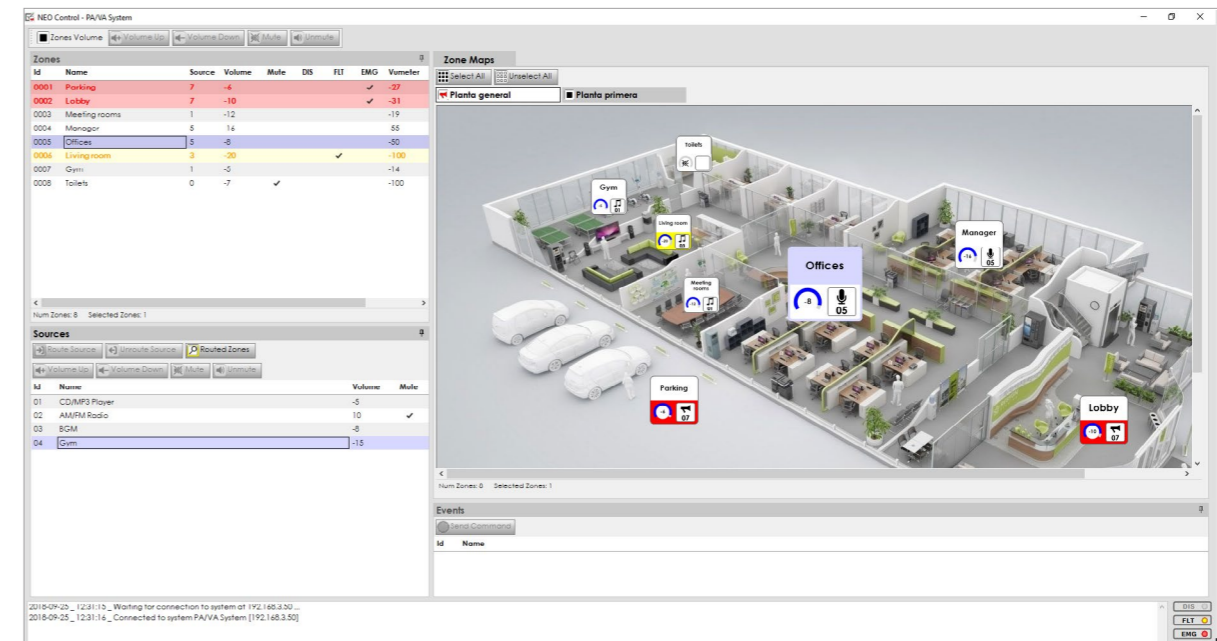 NEO Control - PA/VA System
Zones Volume Volume Up Volume Down Mute Unmute
Zones
Id Name Source Volume Mute DIS FLT EMG Vumeter
0001 Parking 7 -6 ✓ -27
0002 Lobby 7 -10 ✓ -31
0003 Meeting rooms 1 -12 -19
0004 Manager 5 16 55
0005 Offices 5 -8 -50
0006 Living room 3 -20 ✓ -100
0007 Gym 1 -5 -14
0008 Toilets 0 -7 ✓ -100
Num Zones: 8 Selected Zones: 1
Sources
Route Source Unroute Source Routed Zones
Volume Up Volume Down Mute Unmute
Id Name Volume Mute
01 CD/MP3 Player -5
02 AM/FM Radio 10 ✓
03 BGM -8
04 Gym -15
Zone Maps
Select All Unselect All
Planta general Planta primera
Toilets
Gym
01
Living room
Manager
-16 05
Offices
-8 05
Meeting
rooms
Parking
07
Lobby
-10 07
Num Zones: 8 Selected Zones: 1
Events
Send Command
Id Name
2018-09-25 _ 12:31:15 _ Waiting for connection to system at 192.168.3.50 ...
2018-09-25 _ 12:31:16 _ Connected to system PA/VA System [192.168.3.50]
DIS
FLT
EMG